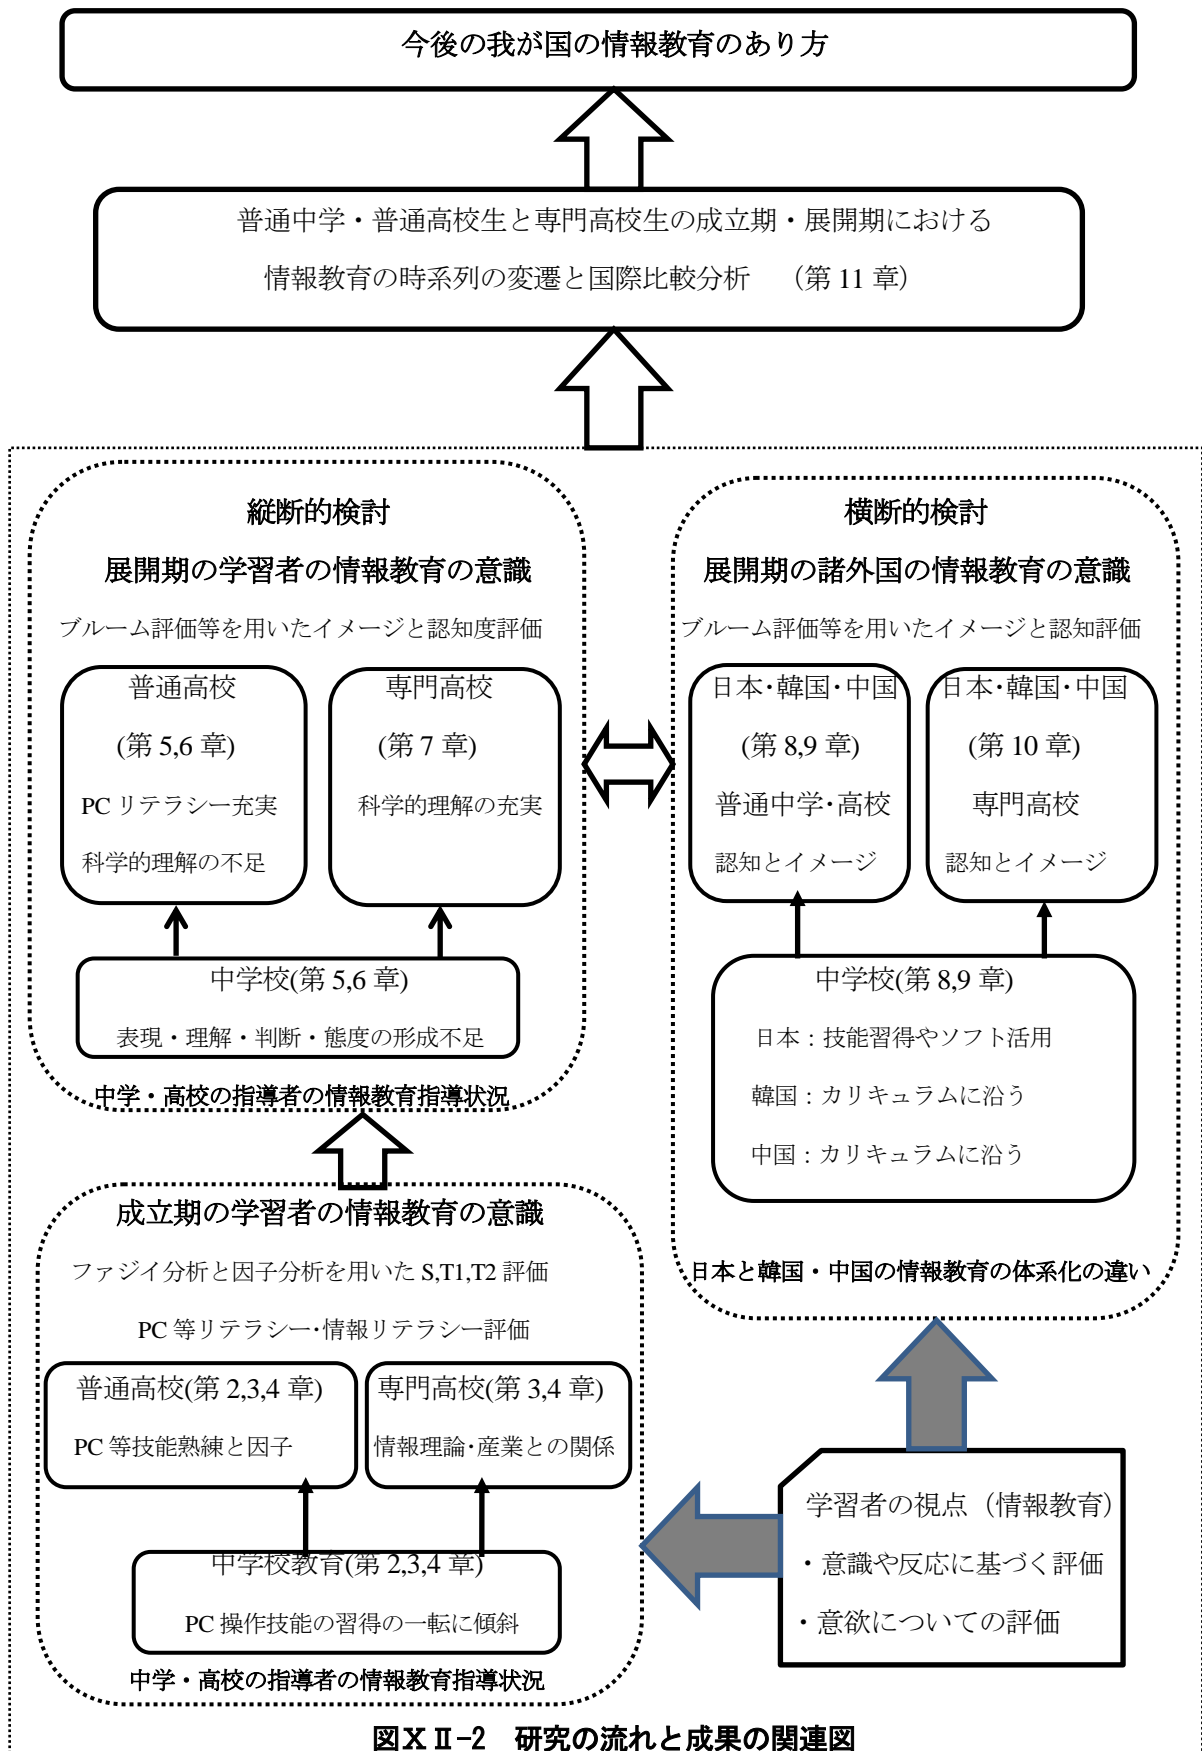 今後の我が国の情報教育のあり方
普通中学・普通高校生と専門高校生の成立期・展開期における
情報教育の時系列の変遷と国際比較分析　（第 11 章）
縦断的検討
展開期の学習者の情報教育の意識
ブルーム評価等を用いたイメージと認知度評価
普通高校
(第 5,6 章)
PC リテラシー充実
科学的理解の不足
専門高校
(第 7 章)
科学的理解の充実
中学校(第 5,6 章)
表現・理解・判断・態度の形成不足
中学・高校の指導者の情報教育指導状況
横断的検討
展開期の諸外国の情報教育の意識
ブルーム評価等を用いたイメージと認知評価
日本･韓国･中国
(第 8,9 章)
普通中学･高校
認知とイメージ
日本･韓国･中国
(第 10 章)
専門高校
認知とイメージ
中学校(第 8,9 章)
日本：技能習得やソフト活用
韓国：カリキュラムに沿う
中国：カリキュラムに沿う
日本と韓国・中国の情報教育の体系化の違い
成立期の学習者の情報教育の意識
ファジイ分析と因子分析を用いた S,T1,T2 評価
PC 等リテラシー･情報リテラシー評価
普通高校(第 2,3,4 章)
PC 等技能熟練と因子
専門高校(第 3,4 章)
情報理論･産業との関係
中学校教育(第 2,3,4 章)
PC 操作技能の習得の一転に傾斜
中学・高校の指導者の情報教育指導状況
学習者の視点（情報教育）
・意識や反応に基づく評価
・意欲についての評価
図ⅩⅡ-2　研究の流れと成果の関連図